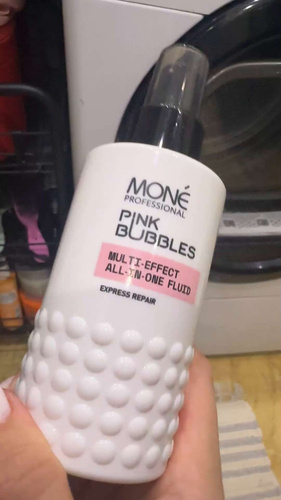 MONÉ
PROFESSIONAL
PINK
BUBBLES
MULTI-EFFECT
ALL-IN-ONE FLUID
EXPRESS REPAIR